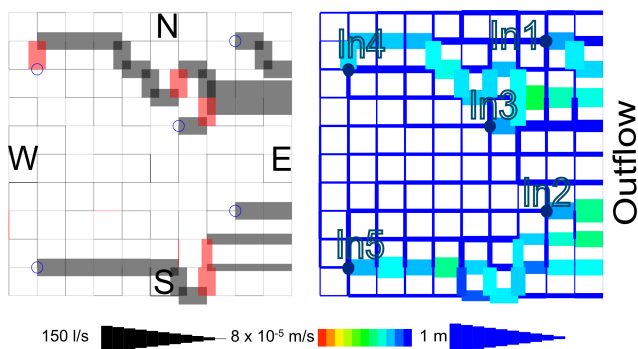 N
W
E
S
In4
In1
In3
In2
In5
Outflow
150 l/s
8 x 10⁻⁵ m/s
1 m